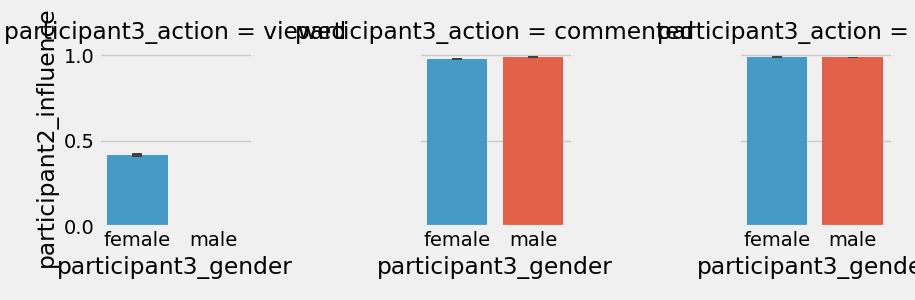 participant3_action = viewed
participant3_action = commented
participant3_action =
participant2_influence
1.0
0.5
0.0
female male
female male
female male
participant3_gender
participant3_gender
participant3_gende